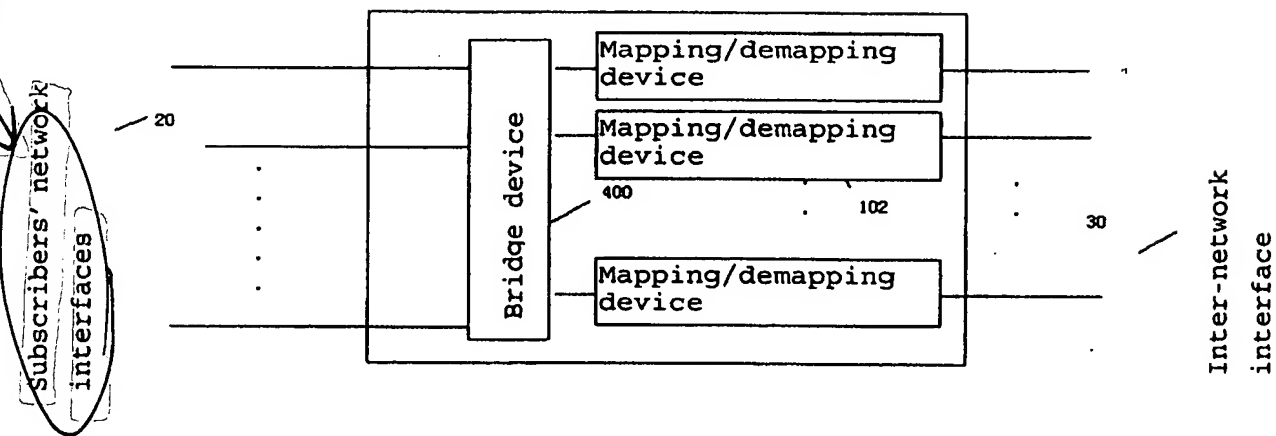 Subscribers' network
interfaces
20
Bridge device
Mapping/demapping
device
Mapping/demapping
device
400
102
Mapping/demapping
device
30
Inter-network
interface